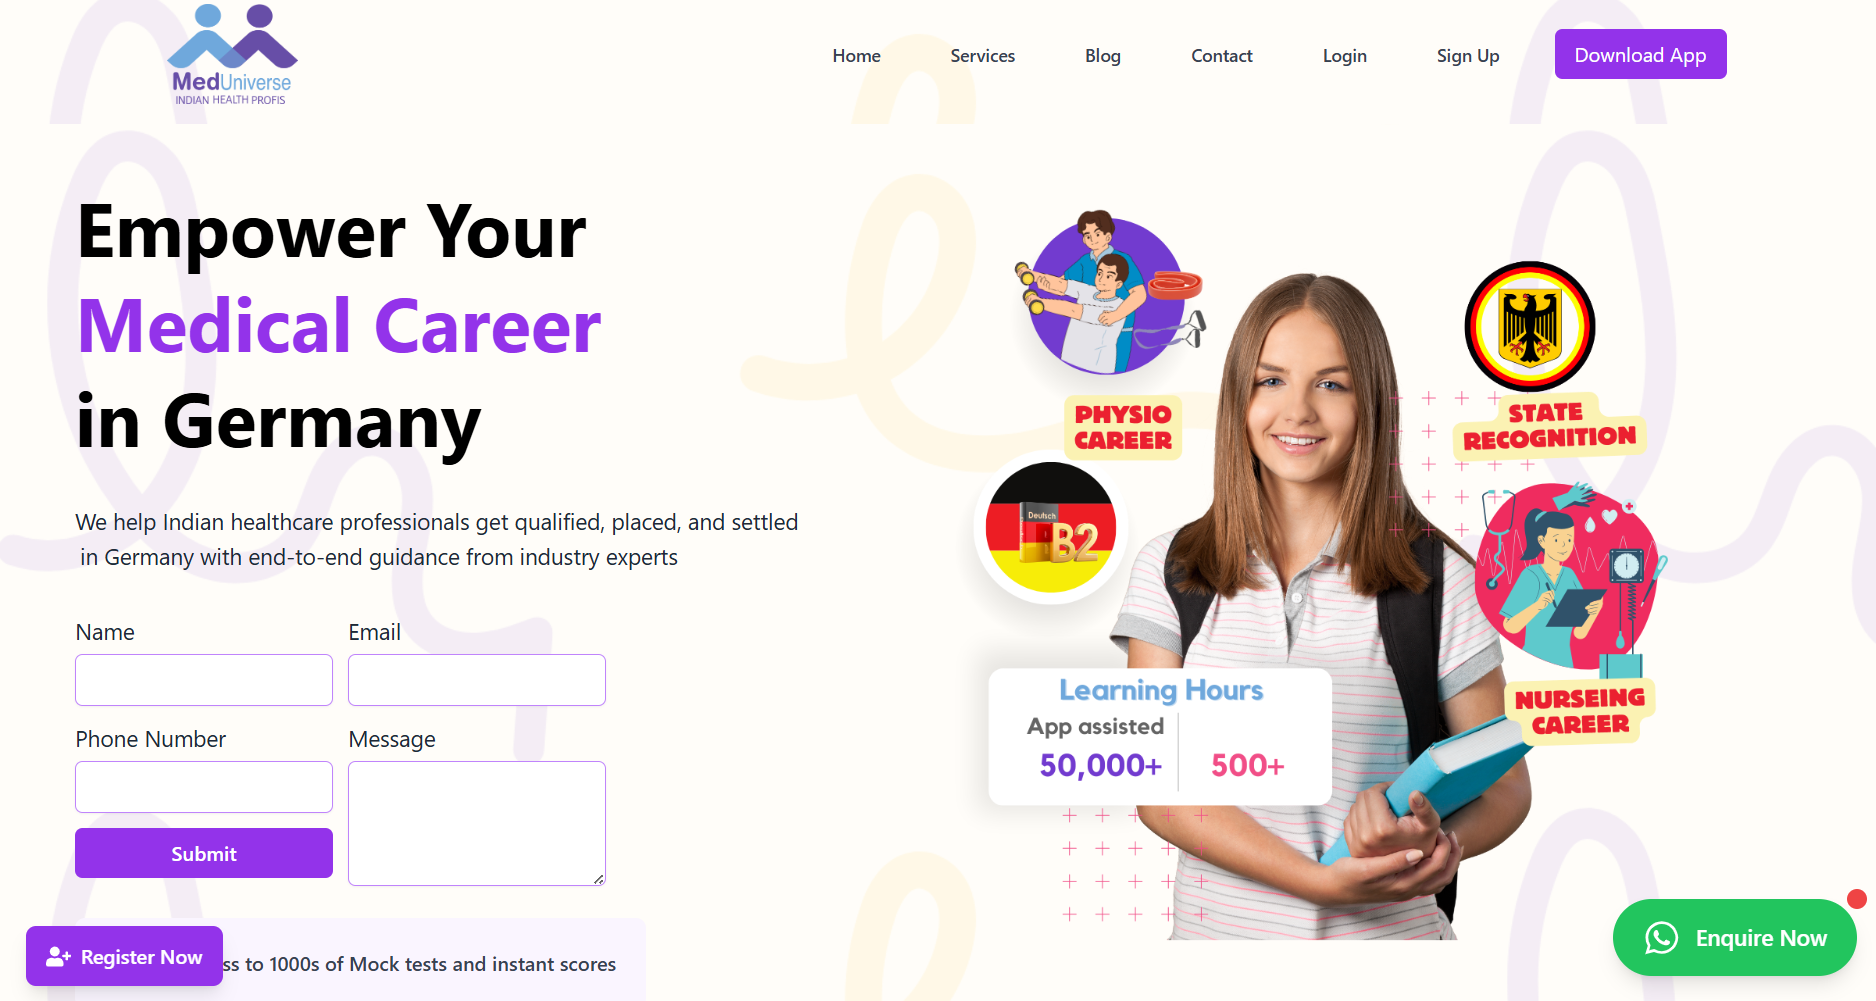 MedUniverse
INDIAN HEALTH PROFIS
Home
Services
Blog
Contact
Login
Sign Up
Download App
Empower Your
Medical Career
in Germany
We help Indian healthcare professionals get qualified, placed, and settled
in Germany with end-to-end guidance from industry experts
Name
Email
Phone Number
Message
Submit
Register Now
ss to 1000s of Mock tests and instant scores
PHYSIO
CAREER
STATE
RECOGNITION
Deutsch
B2
NURSEING
CAREER
Learning Hours
App assisted
50,000+
500+
Enquire Now